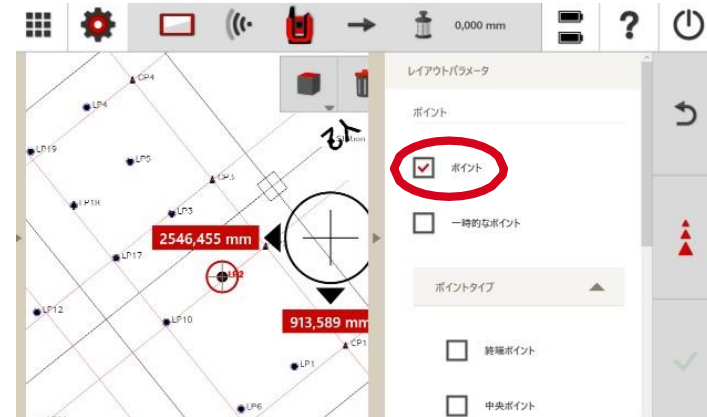 0,000 mm
?
レイアウトパラメータ
ポイント
ポイント
一時的なポイント
ポイントタイプ
終端ポイント
中央ポイント
CP4
LP4
LP19
LP5
CP3
LP18
LP3
2546,455 mm
LP17
LP2
LP12
LP10
913,589 mm
CP1
LP1
LP6